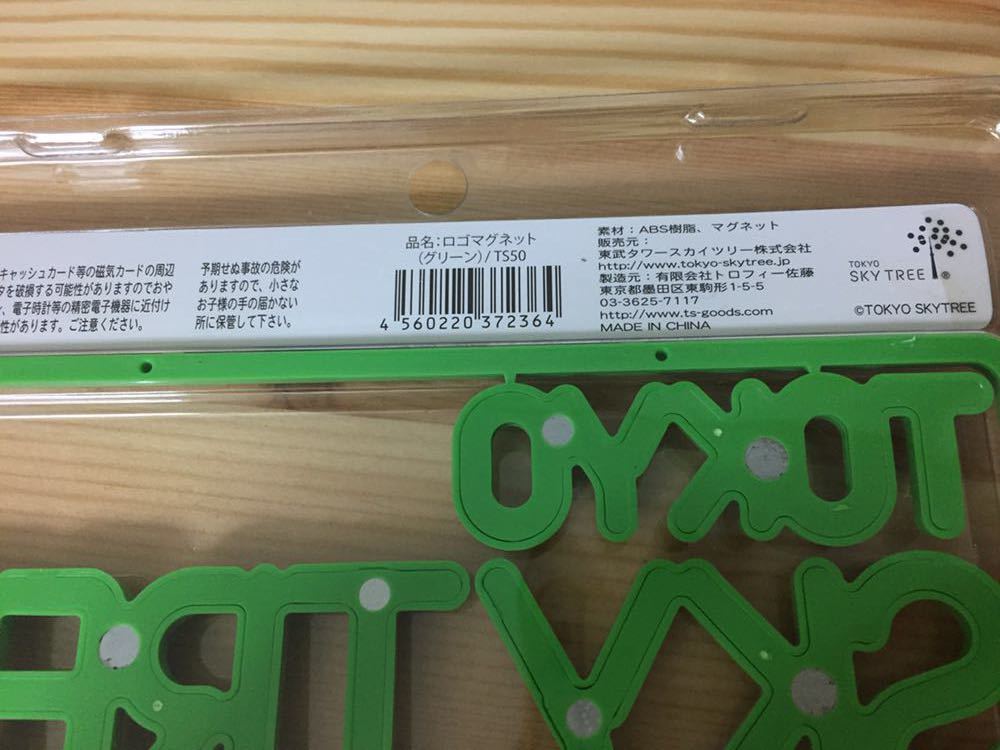 キャッシュカード等の磁気カードの周辺
タを破損する可能性がありますのでおや
、電子時計等の精密電子機器に近付け
性があります。ご注意ください。
予期せぬ事故の危険が
ありますので、小さな
お子様の手の届かない
所に保管して下さい。
品名:ロゴマグネット
(グリーン)/TS50
4 560220 372364
素材:ABS樹脂、マグネット
販売元:
東武タワースカイツリー株式会社
http://www.tokyo-skytree.jp
製造元:有限会社トロフィー佐藤
東京都墨田区東駒形1-5-5
03-3625-7117
http://www.ts-goods.com
MADE IN CHINA
TOKYO
SKYTREE®
©TOKYO SKYTREE
TOKYO
SKY
TREE